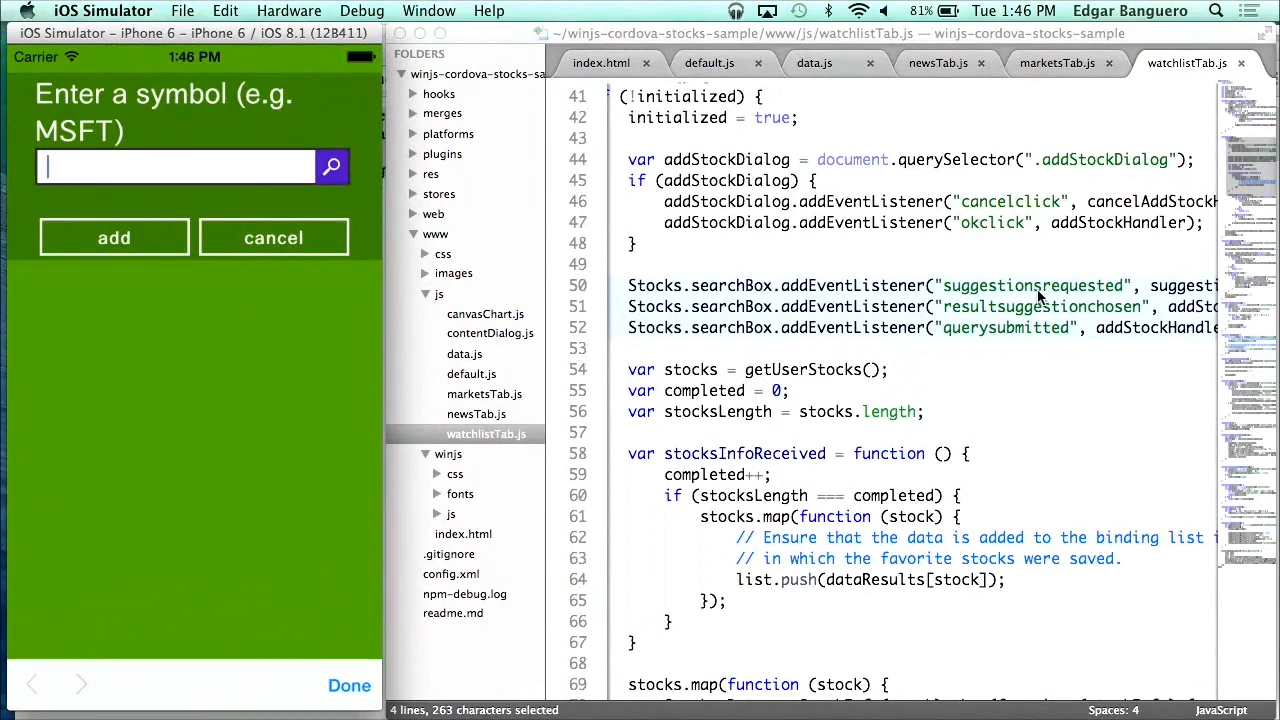 iOS Simulator File Edit Hardware Debug Window Help 81% Tue 1:46 PM Edgar Banguero
iOS Simulator - iPhone 6 - iPhone 6 / iOS 8.1 (12B411)
Carrier 1:46 PM
Enter a symbol (e.g.
MSFT)
add cancel
Done
~/winjs-cordova-stocks-sample/www/js/watchlistTab.js — winjs-cordova-stocks-sample
FOLDERS
winjs-cordova-stocks-sa
hooks
merges
platforms
plugins
res
stores
web
www
css
images
js
canvasChart.js
data.js
default.js
marketsTab.js
newsTab.js
watchlistTab.js
winjs
css
fonts
js
index.html
.gitignore
config.xml
npm-debug.log
readme.md
index.html default.js data.js newsTab.js marketsTab.js watchlistTab.js
41 (!initialized) {
42 initialized = true;
43
44 var addStockDialog = document.querySelector(".addStockDialog");
45 if (addStockDialog)
46 addStockDialog.addEventListener("cancelclick", cancelAddStockH
47 addStockDialog.addEventListener("okclick", addStockHandler);
48 }
49
50 Stocks.searchBox.addEventListener("suggestionsrequested", suggesti
51 Stocks.searchBox.addEventListener("resultsuggestionchosen" addSto
52 Stocks.searchBox.addEventListener("querysubmitted", addStockHandle
53
54 var stocks = getUserStocks();
55 var completed = 0
56 var stocksLength = stocks.length;
57
58 var stockInfoReceived = function () {
59 completed++;
60 if (stocksLength === completed) {
61 stocks.map(function (stock) {
62 // Ensure that the data is added to the binding list i
63 // in which the favorite stocks were saved.
64 list.push(dataResults[stock]);
65 });
66 }
67 }
68
69 stocks.map(function (stock) {
4 lines, 263 characters selected Spaces: 4 JavaScript